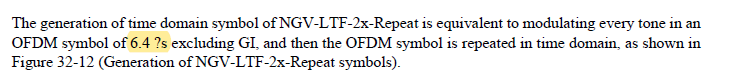 The generation of time domain symbol of NGV-LTF-2x-Repeat is equivalent to modulating every tone in an
OFDM symbol of 6.4 ?s excluding GI, and then the OFDM symbol is repeated in time domain, as shown in
Figure 32-12 (Generation of NGV-LTF-2x-Repeat symbols).